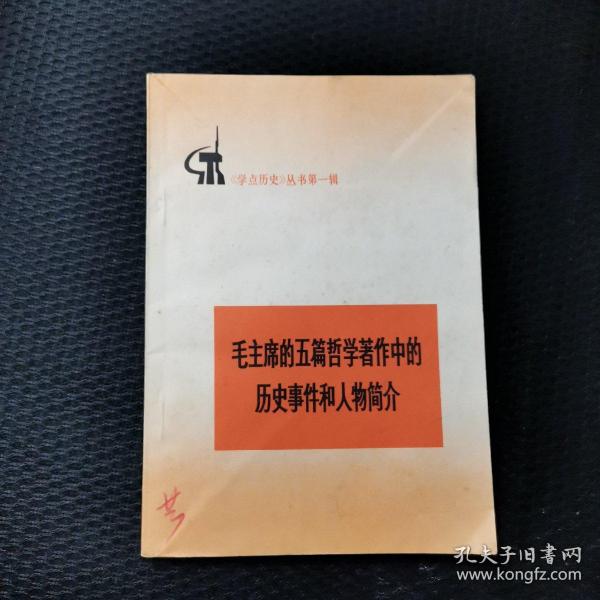 《学点历史》丛书第一辑
毛主席的五篇哲学著作中的
历史事件和人物简介
孔夫子旧书网
www.kongfz.com